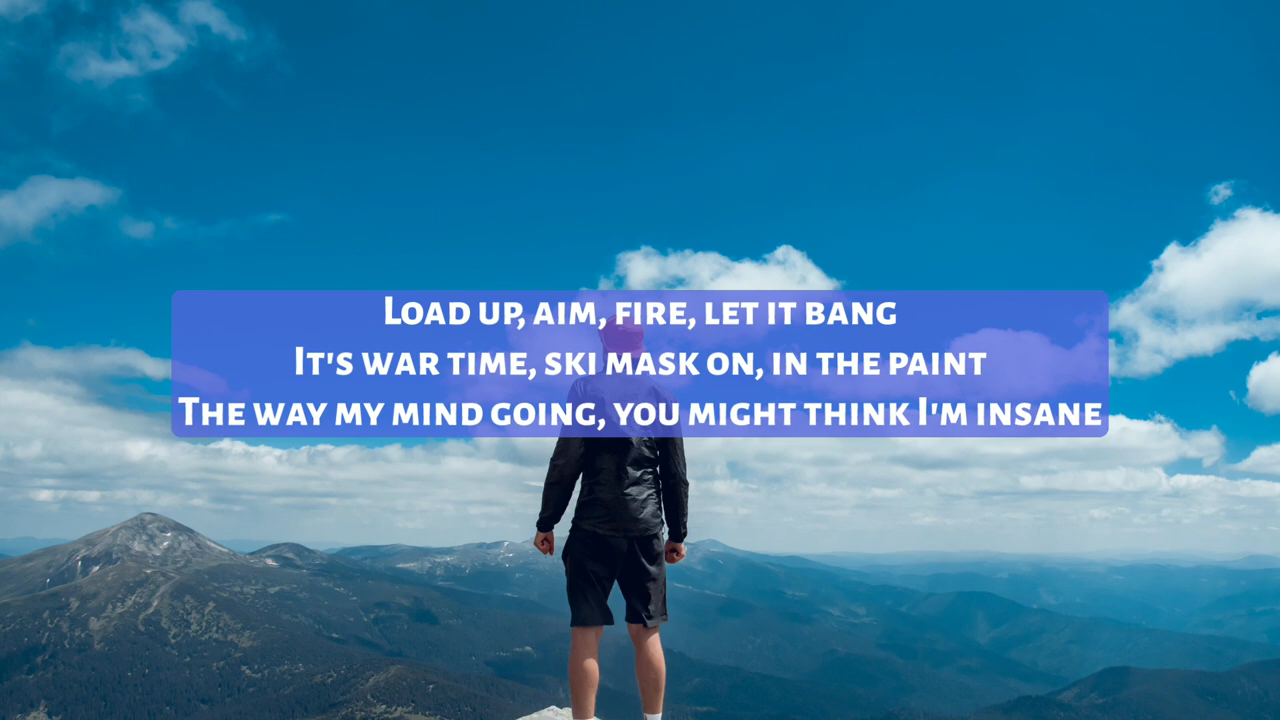 Load up, aim, fire, let it bang
It's war time, ski mask on, in the paint
The way my mind going, you might think I'm insane